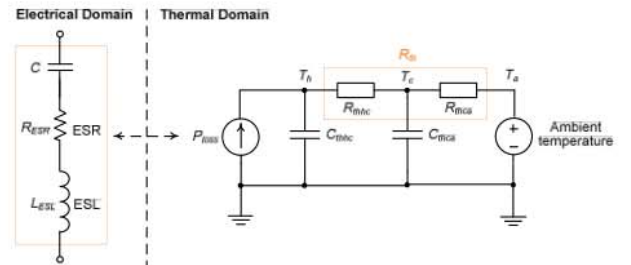 Electrical Domain
Thermal Domain
C
R_ESR ESR
L_ESL ESL
P_loss
T_h
R_th
T_c
T_a
R_thhc
R_thca
C_thhc
C_thca
Ambient
temperature